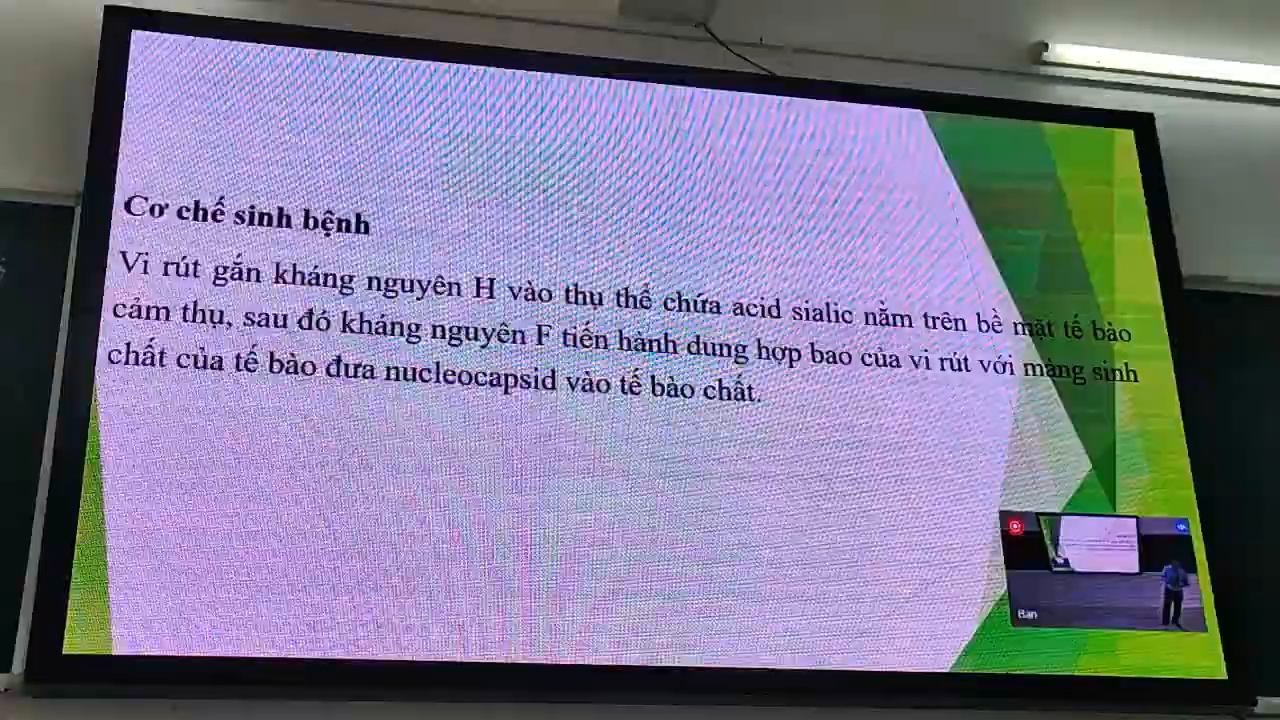 Cơ chế sinh bệnh
Vi rút gắn kháng nguyên H vào thụ thể chứa acid sialic nằm trên bề mặt tế bào
cảm thụ, sau đó kháng nguyên F tiến hành dung hợp bao của vi rút với màng sinh
chất của tế bào đưa nucleocapsid vào tế bào chất.
Bạn